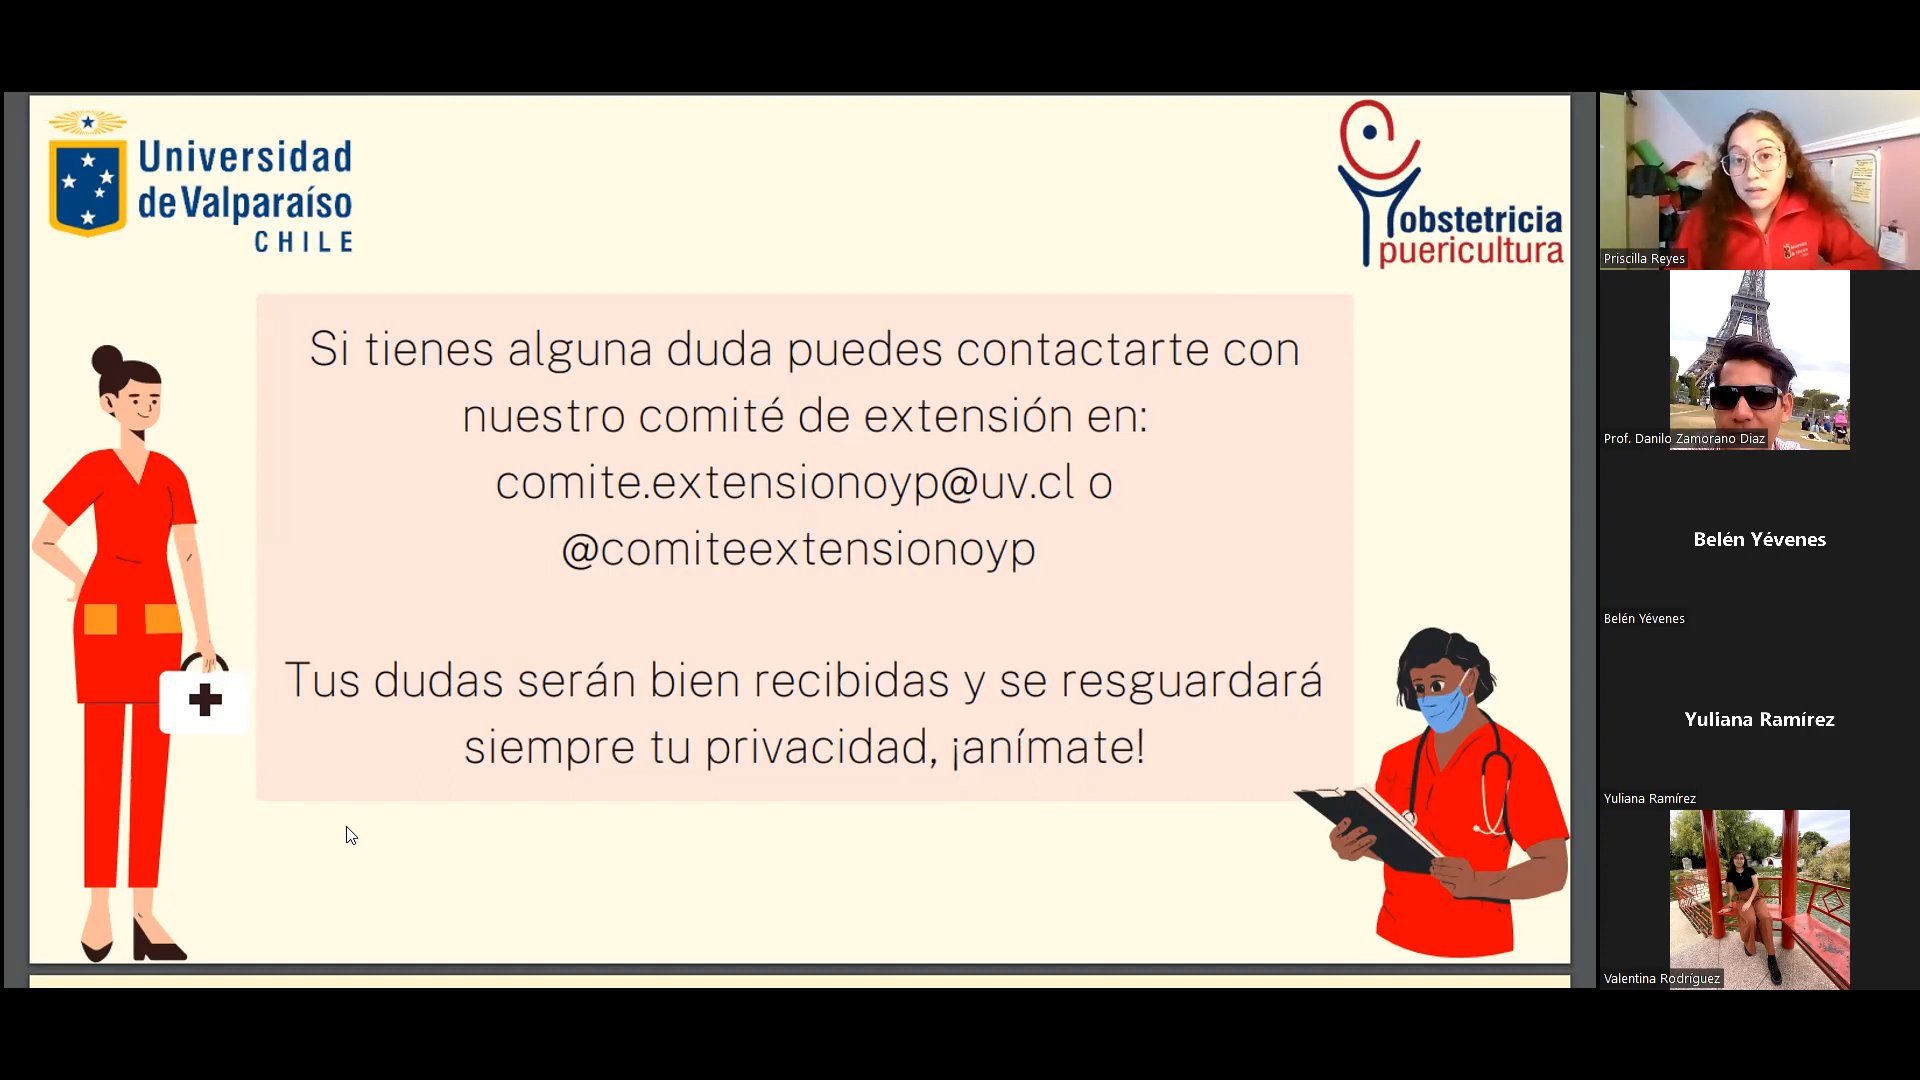 Universidad
de Valparaíso
CHILE
obstetricia
puericultura
Si tienes alguna duda puedes contactarte con
nuestro comité de extensión en:
comite.extensionoyp@uv.cl o
@comiteextensionoyp
Tus dudas serán bien recibidas y se resguardará
siempre tu privacidad, ¡anímate!
Priscilla Reyes
Prof. Danilo Zamorano Diaz
Belén Yévenes
Belén Yévenes
Yuliana Ramírez
Yuliana Ramírez
Valentina Rodríguez